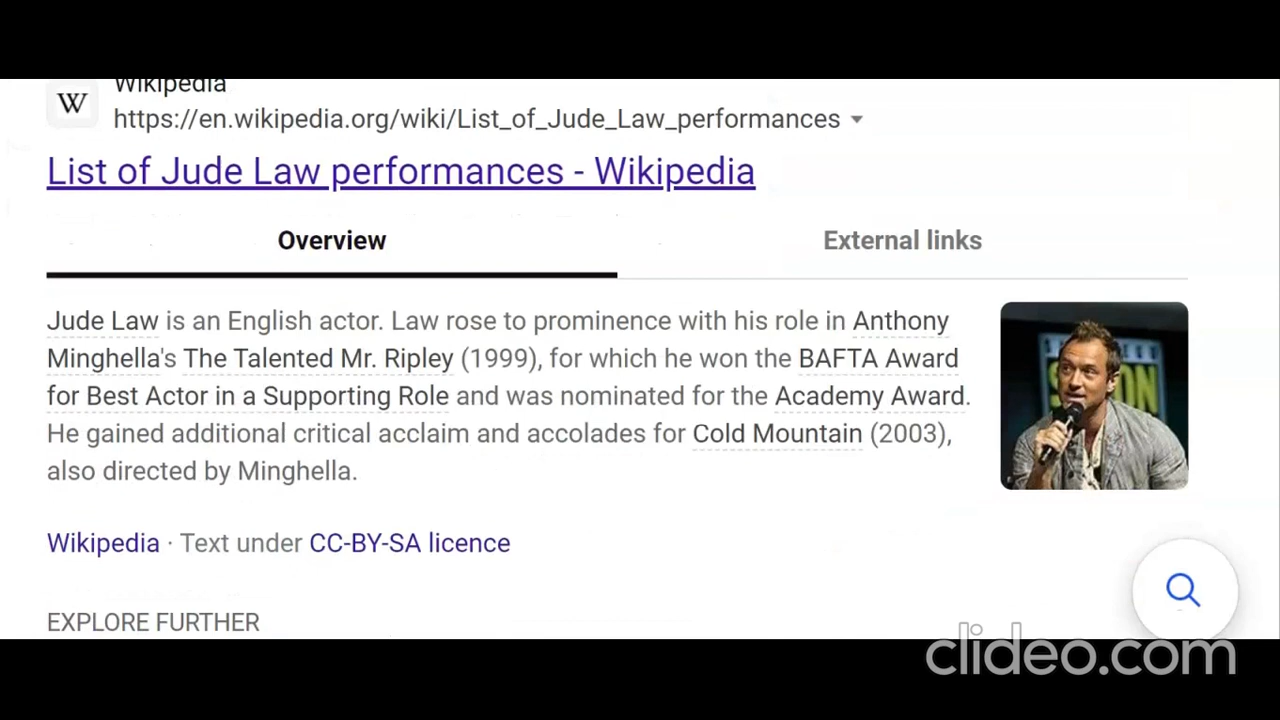 Wikipedia
W
https://en.wikipedia.org/wiki/List_of_Jude_Law_performances
List of Jude Law performances - Wikipedia
Overview
External links
Jude Law is an English actor. Law rose to prominence with his role in Anthony
Minghella's The Talented Mr. Ripley (1999), for which he won the BAFTA Award
for Best Actor in a Supporting Role and was nominated for the Academy Award.
He gained additional critical acclaim and accolades for Cold Mountain (2003),
also directed by Minghella.
Wikipedia · Text under CC-BY-SA licence
EXPLORE FURTHER
clideo.com